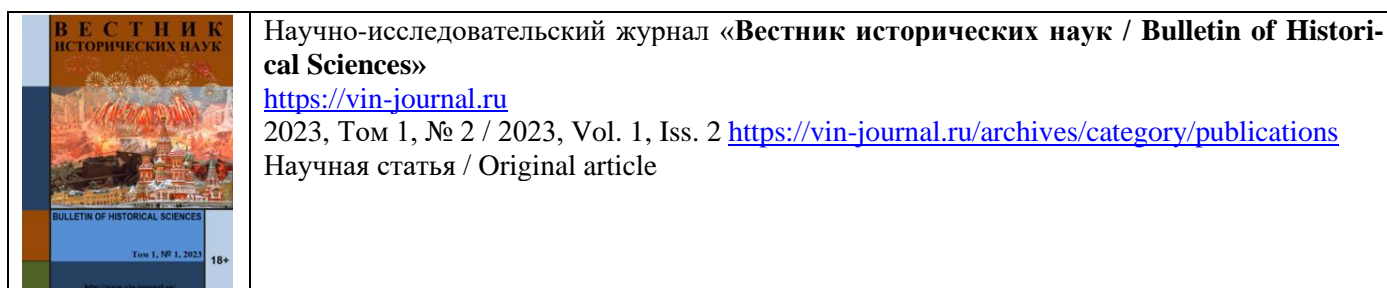 ВЕСТНИК
ИСТОРИЧЕСКИХ НАУК
BULLETIN OF HISTORICAL SCIENCES
Том 1, № 1, 2023
18+
Научно-исследовательский журнал «Вестник исторических наук / Bulletin of Histori-
cal Sciences»
https://vin-journal.ru
2023, Том 1, № 2 / 2023, Vol. 1, Iss. 2 https://vin-journal.ru/archives/category/publications
Научная статья / Original article